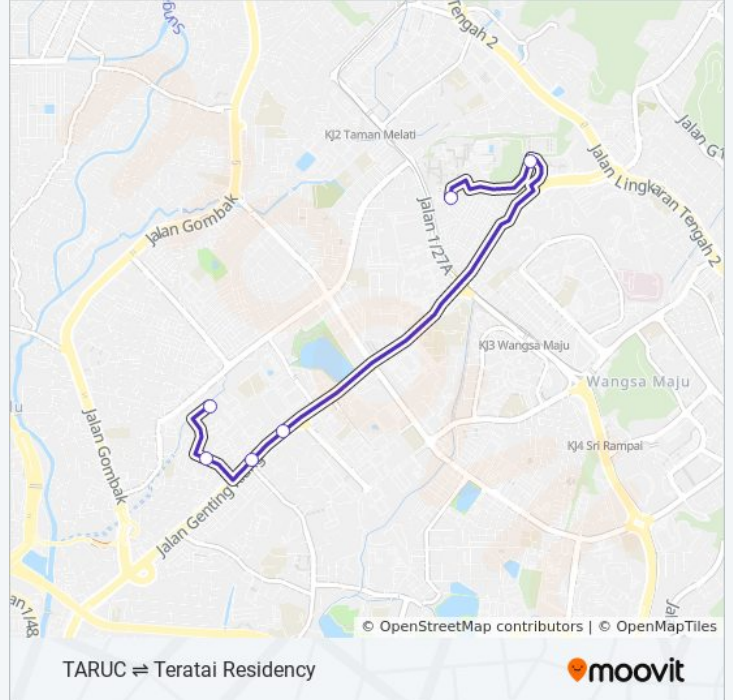 Sung
Tengah 2
KJ2 Taman Melati
Jalan G1
Jalan Lingkaran Tengah 2
Jalan Gombak
Jalan 1/27A
KJ3 Wangsa Maju
Wangsa Maju
lu
Jalan Gombak
KJ4 Sri Rampai
Jalan Genting
an 1/48
Jal
© OpenStreetMap contributors | © OpenMapTiles
TARUC ⇌ Teratai Residency
moovit